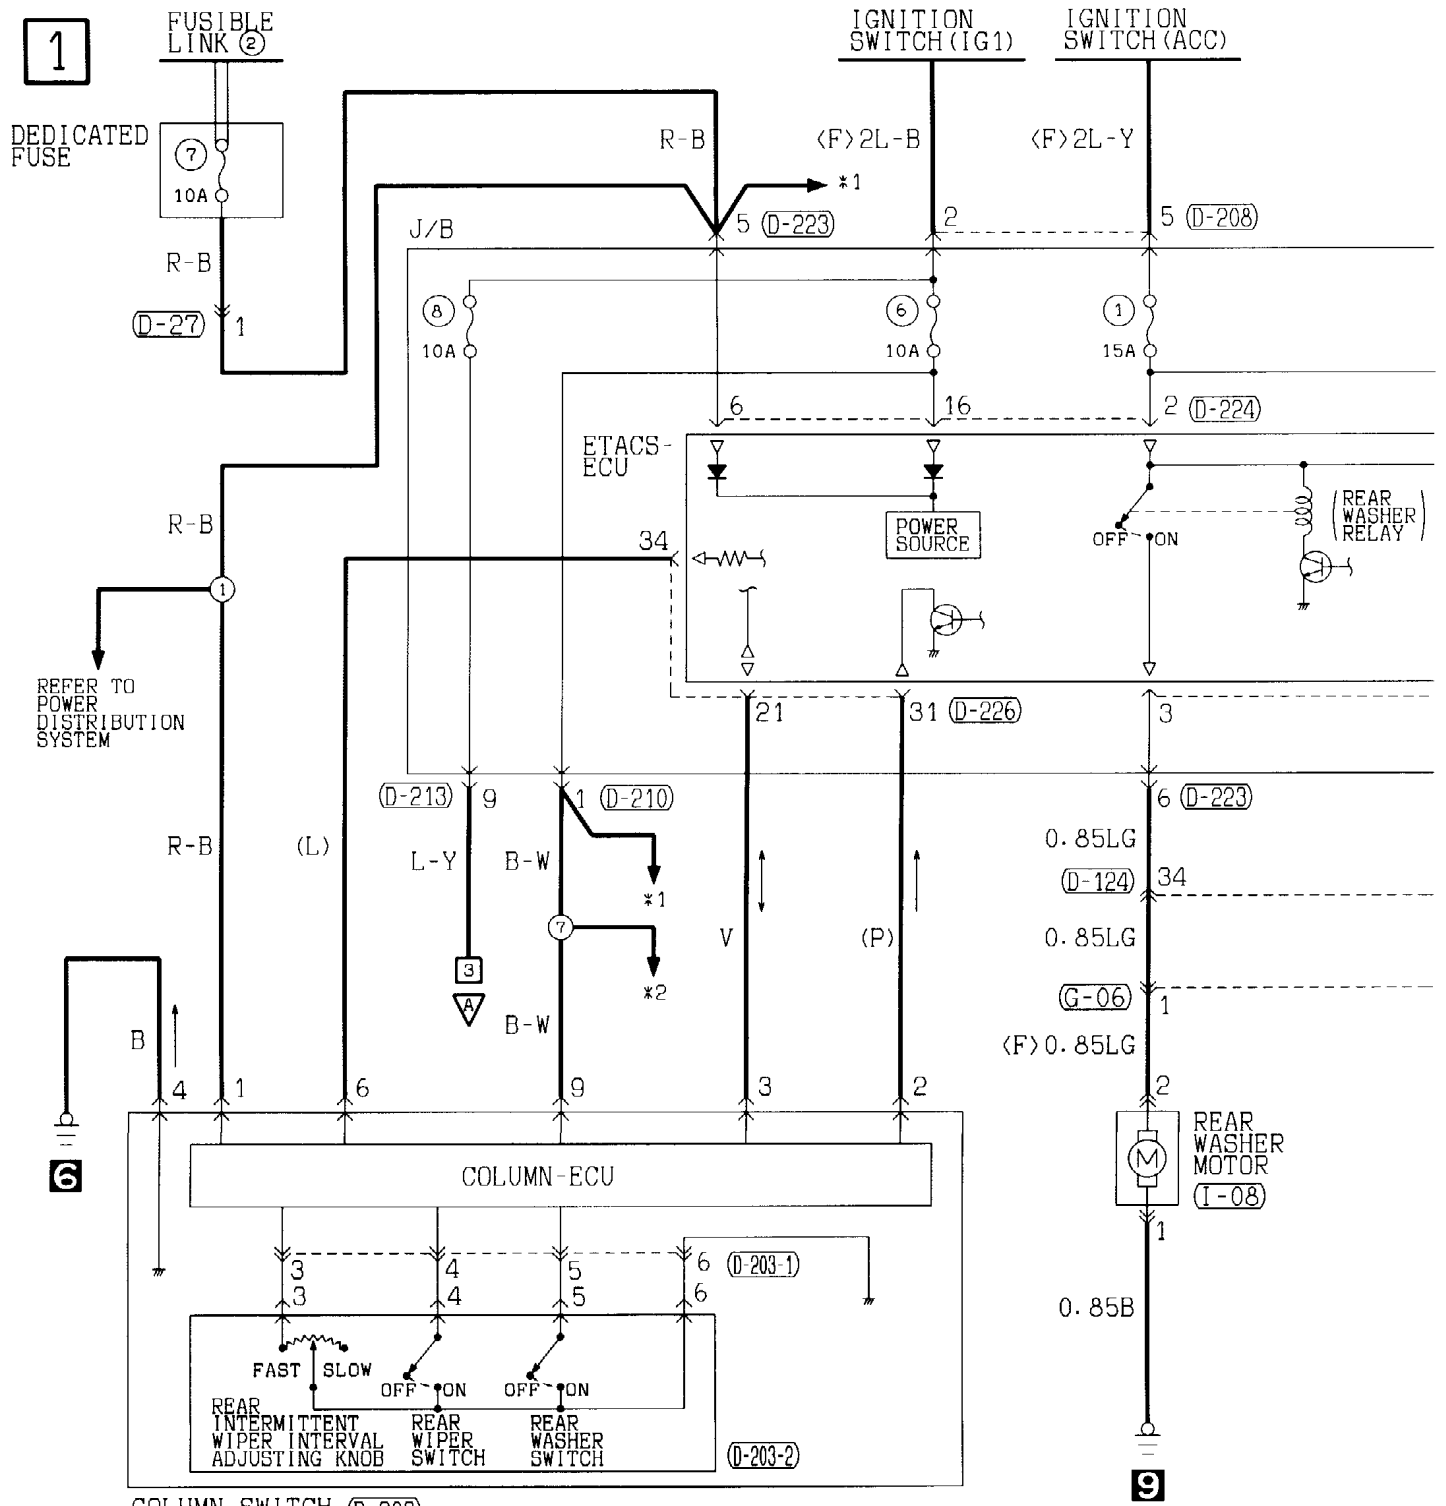 1
FUSIBLE
LINK ②
IGNITION
SWITCH(IG1)
IGNITION
SWITCH(ACC)
DEDICATED
FUSE
7
10A
R-B
<F>2L-B
<F>2L-Y
*1
J/B
5 (D-223)
2
5 (D-208)
R-B
(D-27) 1
8
10A
6
10A
1
15A
6
16
2 (D-224)
ETACS-
ECU
R-B
34
POWER
SOURCE
OFF ON
(REAR
WASHER
RELAY)
1
REFER TO
POWER
DISTRIBUTION
SYSTEM
21
31 (D-226)
3
(D-213) 9
1 (D-210)
6 (D-223)
R-B
(L)
L-Y
B-W
*1
0.85LG
(D-124) 34
7
V
(P)
0.85LG
3
A
*2
(G-06) 1
B
B-W
<F>0.85LG
4
1
6
9
3
2
2
6
COLUMN-ECU
M
REAR
WASHER
MOTOR
(I-08)
1
3
4
5
6 (D-203-1)
3
4
5
6
0.85B
FAST SLOW
OFF ON
OFF ON
REAR
INTERMITTENT
WIPER INTERVAL
ADJUSTING KNOB
REAR
WIPER
SWITCH
REAR
WASHER
SWITCH
(D-203-2)
9
COLUMN SWITCH